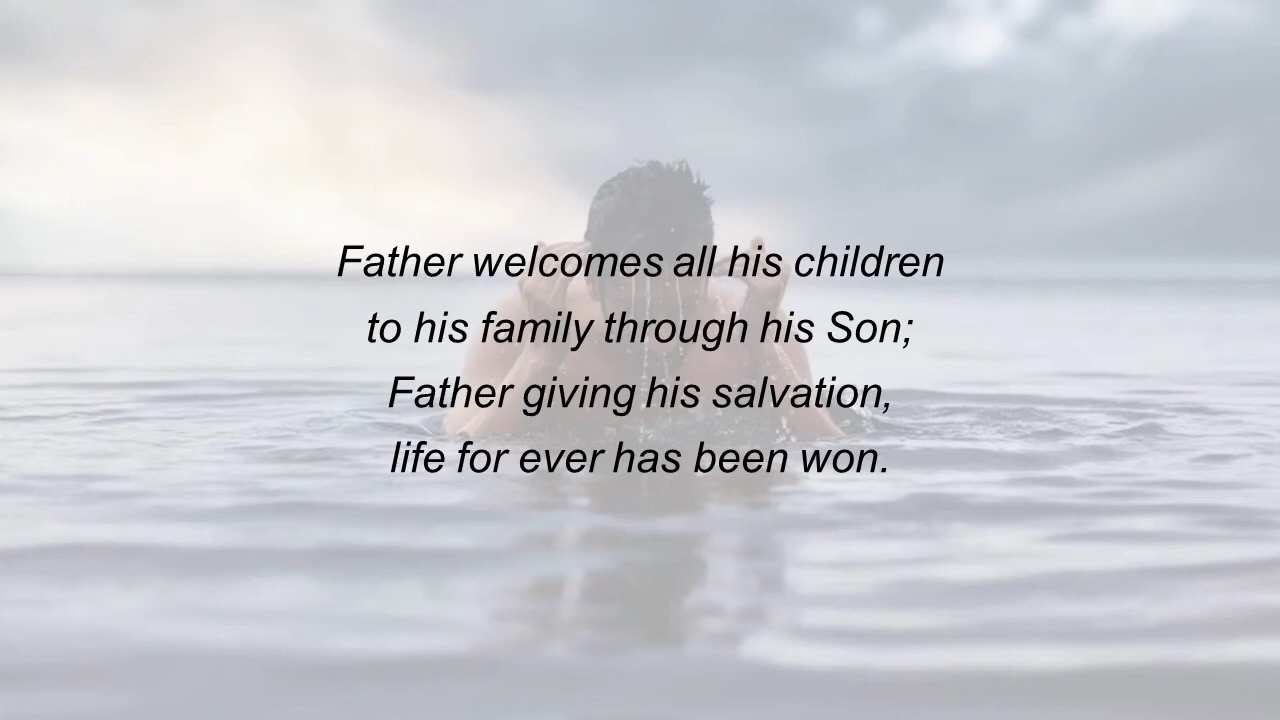 Father welcomes all his children
to his family through his Son;
Father giving his salvation,
life for ever has been won.